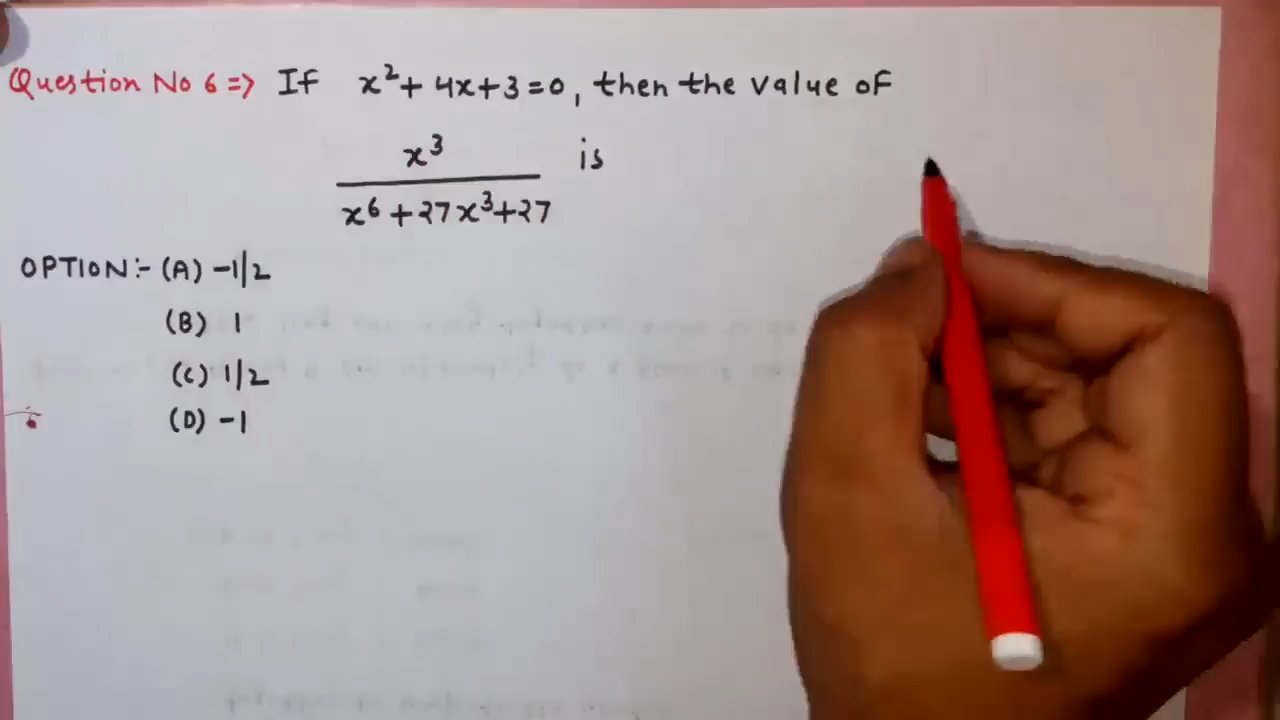 Question No 6 => If x²+ 4x+3=0, then the value of
x³
is
x⁶ +27x³+27
OPTION:- (A) -1/2
(B) 1
(C) 1/2
(D) -1